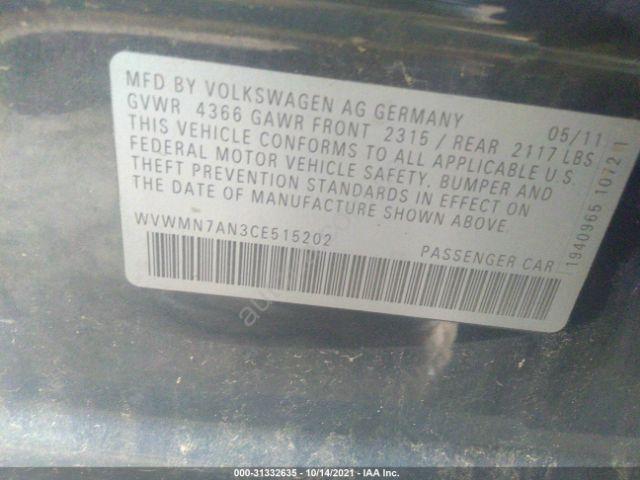 MFD BY VOLKSWAGEN AG GERMANY 05/11
GVWR 4366 GAWR FRONT 2315 / REAR 2117 LBS
THIS VEHICLE CONFORMS TO ALL APPLICABLE U.S.
FEDERAL MOTOR VEHICLE SAFETY. BUMPER AND
THEFT PREVENTION STANDARDS IN EFFECT ON
THE DATE OF MANUFACTURE SHOWN ABOVE.
WVWMN7AN3CE515202 PASSENGER CAR
1940965 1072 1
000-31332635 - 10/14/2021 - IAA Inc.